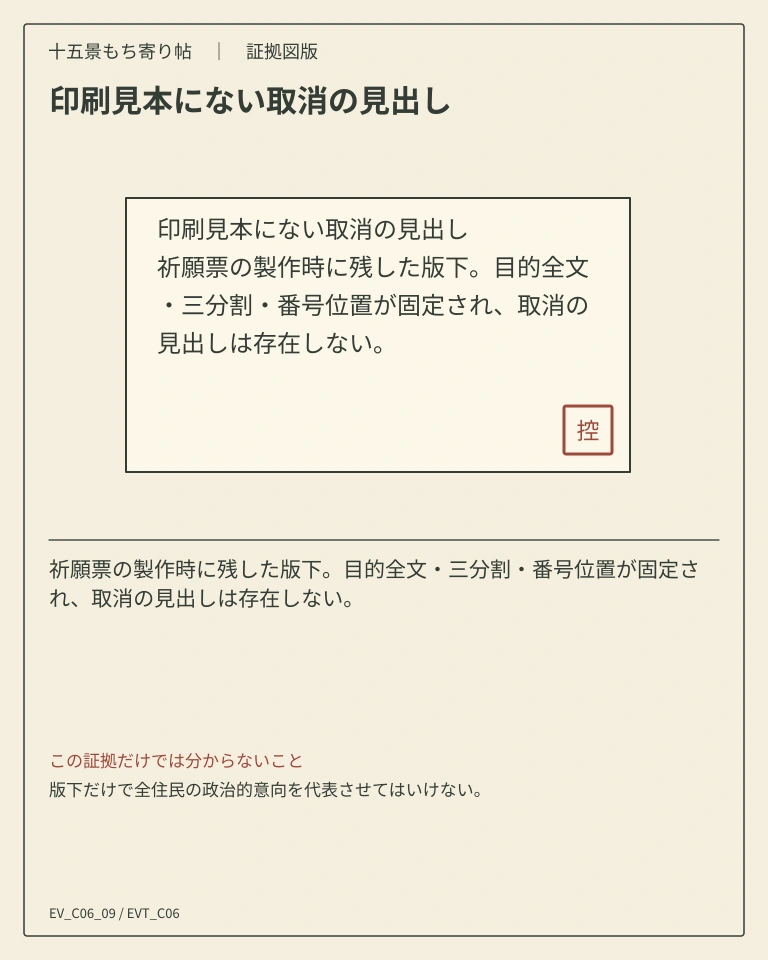 十五景もち寄り帖 ｜ 証拠図版
印刷見本にない取消の見出し
印刷見本にない取消の見出し
祈願票の製作時に残した版下。目的全文
・三分割・番号位置が固定され、取消の
見出しは存在しない。
控
祈願票の製作時に残した版下。目的全文・三分割・番号位置が固定さ
れ、取消の見出しは存在しない。
この証拠だけでは分からないこと
版下だけで全住民の政治的意向を代表させてはいけない。
EV_C06_09 / EVT_C06